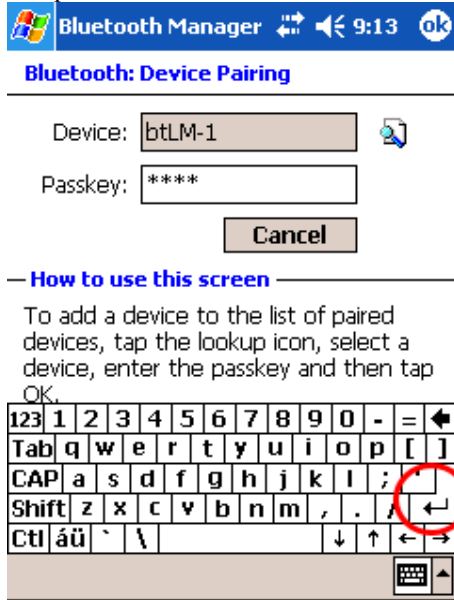 Bluetooth Manager 9:13 ok
Bluetooth: Device Pairing
Device: btLM-1
Passkey: ****
Cancel
How to use this screen
To add a device to the list of paired
devices, tap the lookup icon, select a
device, enter the passkey and then tap
OK.
123 1 2 3 4 5 6 7 8 9 0 - =
Tab q w e r t y u i o p [ ]
CAP a s d f g h j k l ; '
Shift z x c v b n m , . /
Ctl áü ` \ ↓ ↑ ← →